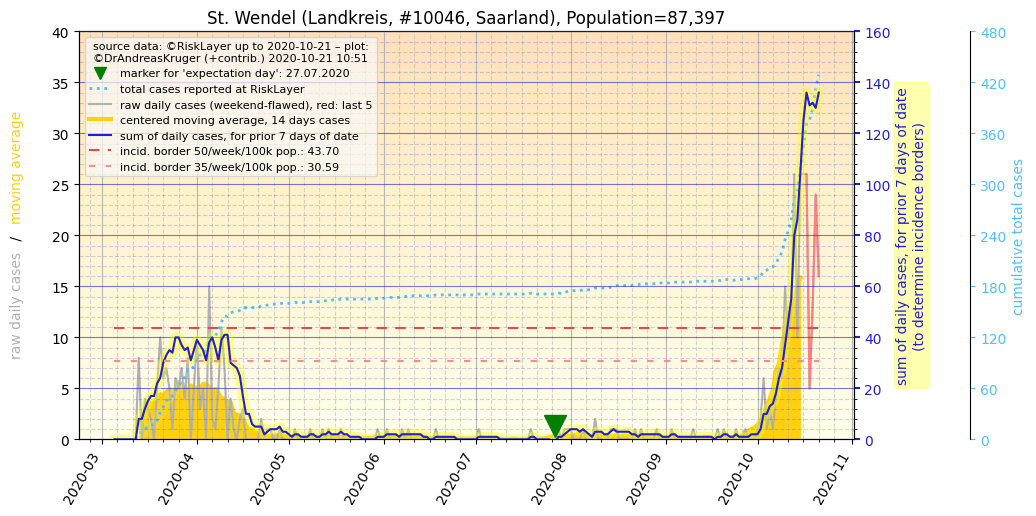 St. Wendel (Landkreis, #10046, Saarland), Population=87,397
source data: ©RiskLayer up to 2020-10-21 – plot:
©DrAndreasKruger (+contrib.) 2020-10-21 10:51
marker for 'expectation day': 27.07.2020
total cases reported at RiskLayer
raw daily cases (weekend-flawed), red: last 5
centered moving average, 14 days cases
sum of daily cases, for prior 7 days of date
incid. border 50/week/100k pop.: 43.70
incid. border 35/week/100k pop.: 30.59
raw daily cases / moving average
40
35
30
25
20
15
10
5
0
160
140
120
100
80
60
40
20
0
sum of daily cases, for prior 7 days of date
(to determine incidence borders)
480
420
360
300
240
180
120
60
0
cumulative total cases
2020-03
2020-04
2020-05
2020-06
2020-07
2020-08
2020-09
2020-10
2020-11